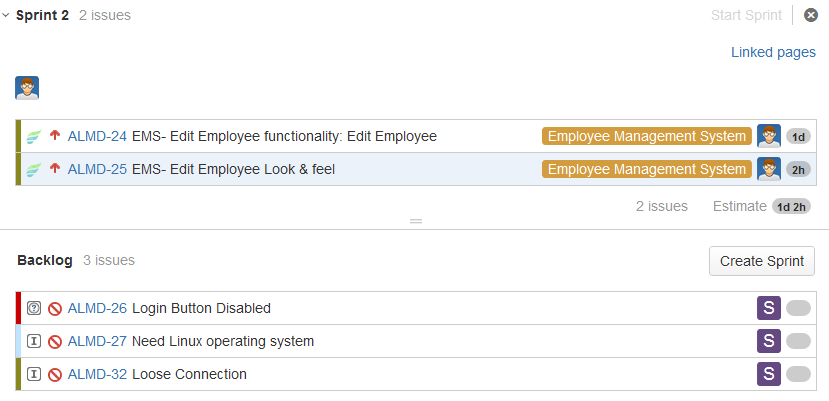 Sprint 2 2 issues Start Sprint
Linked pages
ALMD-24 EMS- Edit Employee functionality: Edit Employee Employee Management System 1d
ALMD-25 EMS- Edit Employee Look & feel Employee Management System 2h
2 issues Estimate 1d 2h
Backlog 3 issues Create Sprint
? ALMD-26 Login Button Disabled S
I ALMD-27 Need Linux operating system S
I ALMD-32 Loose Connection S